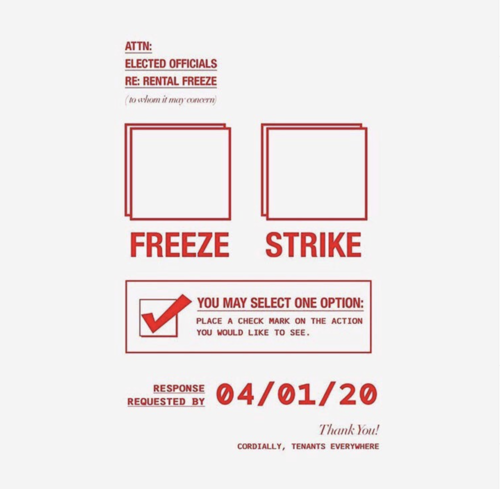 ATTN:
ELECTED OFFICIALS
RE: RENTAL FREEZE
(to whom it may concern)
FREEZE STRIKE
YOU MAY SELECT ONE OPTION:
PLACE A CHECK MARK ON THE ACTION
YOU WOULD LIKE TO SEE.
RESPONSE
REQUESTED BY 04/01/20
Thank You!
CORDIALLY, TENANTS EVERYWHERE